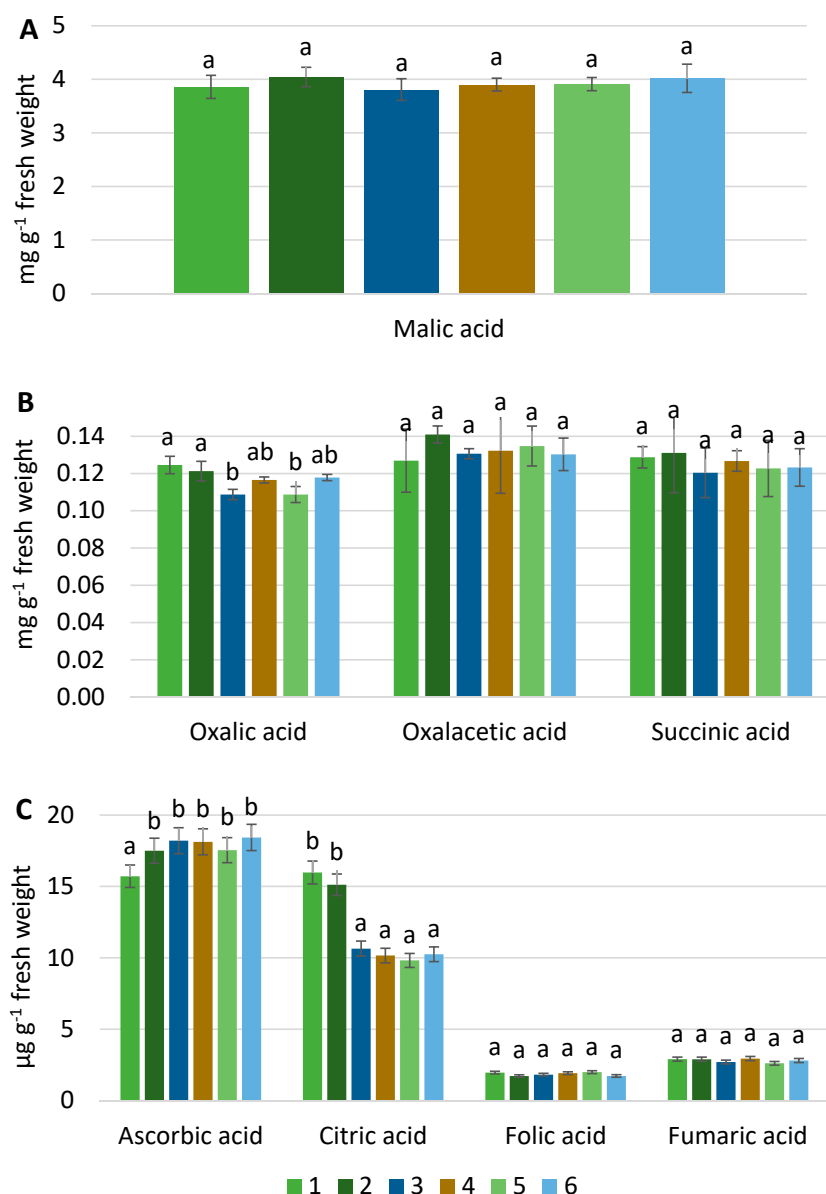 A
mg g⁻¹ fresh weight
5
4
3
2
1
0
a a a a a a
Malic acid
B
mg g⁻¹ fresh weight
0.14
0.12
0.10
0.08
0.06
0.04
0.02
0.00
a a b ab b ab a a a a a a a a a a a a
Oxalic acid Oxalacetic acid Succinic acid
C
µg g⁻¹ fresh weight
20
15
10
5
0
a b b b b b b b a a a a a a a a a a a a a a a a
Ascorbic acid Citric acid Folic acid Fumaric acid
1 2 3 4 5 6